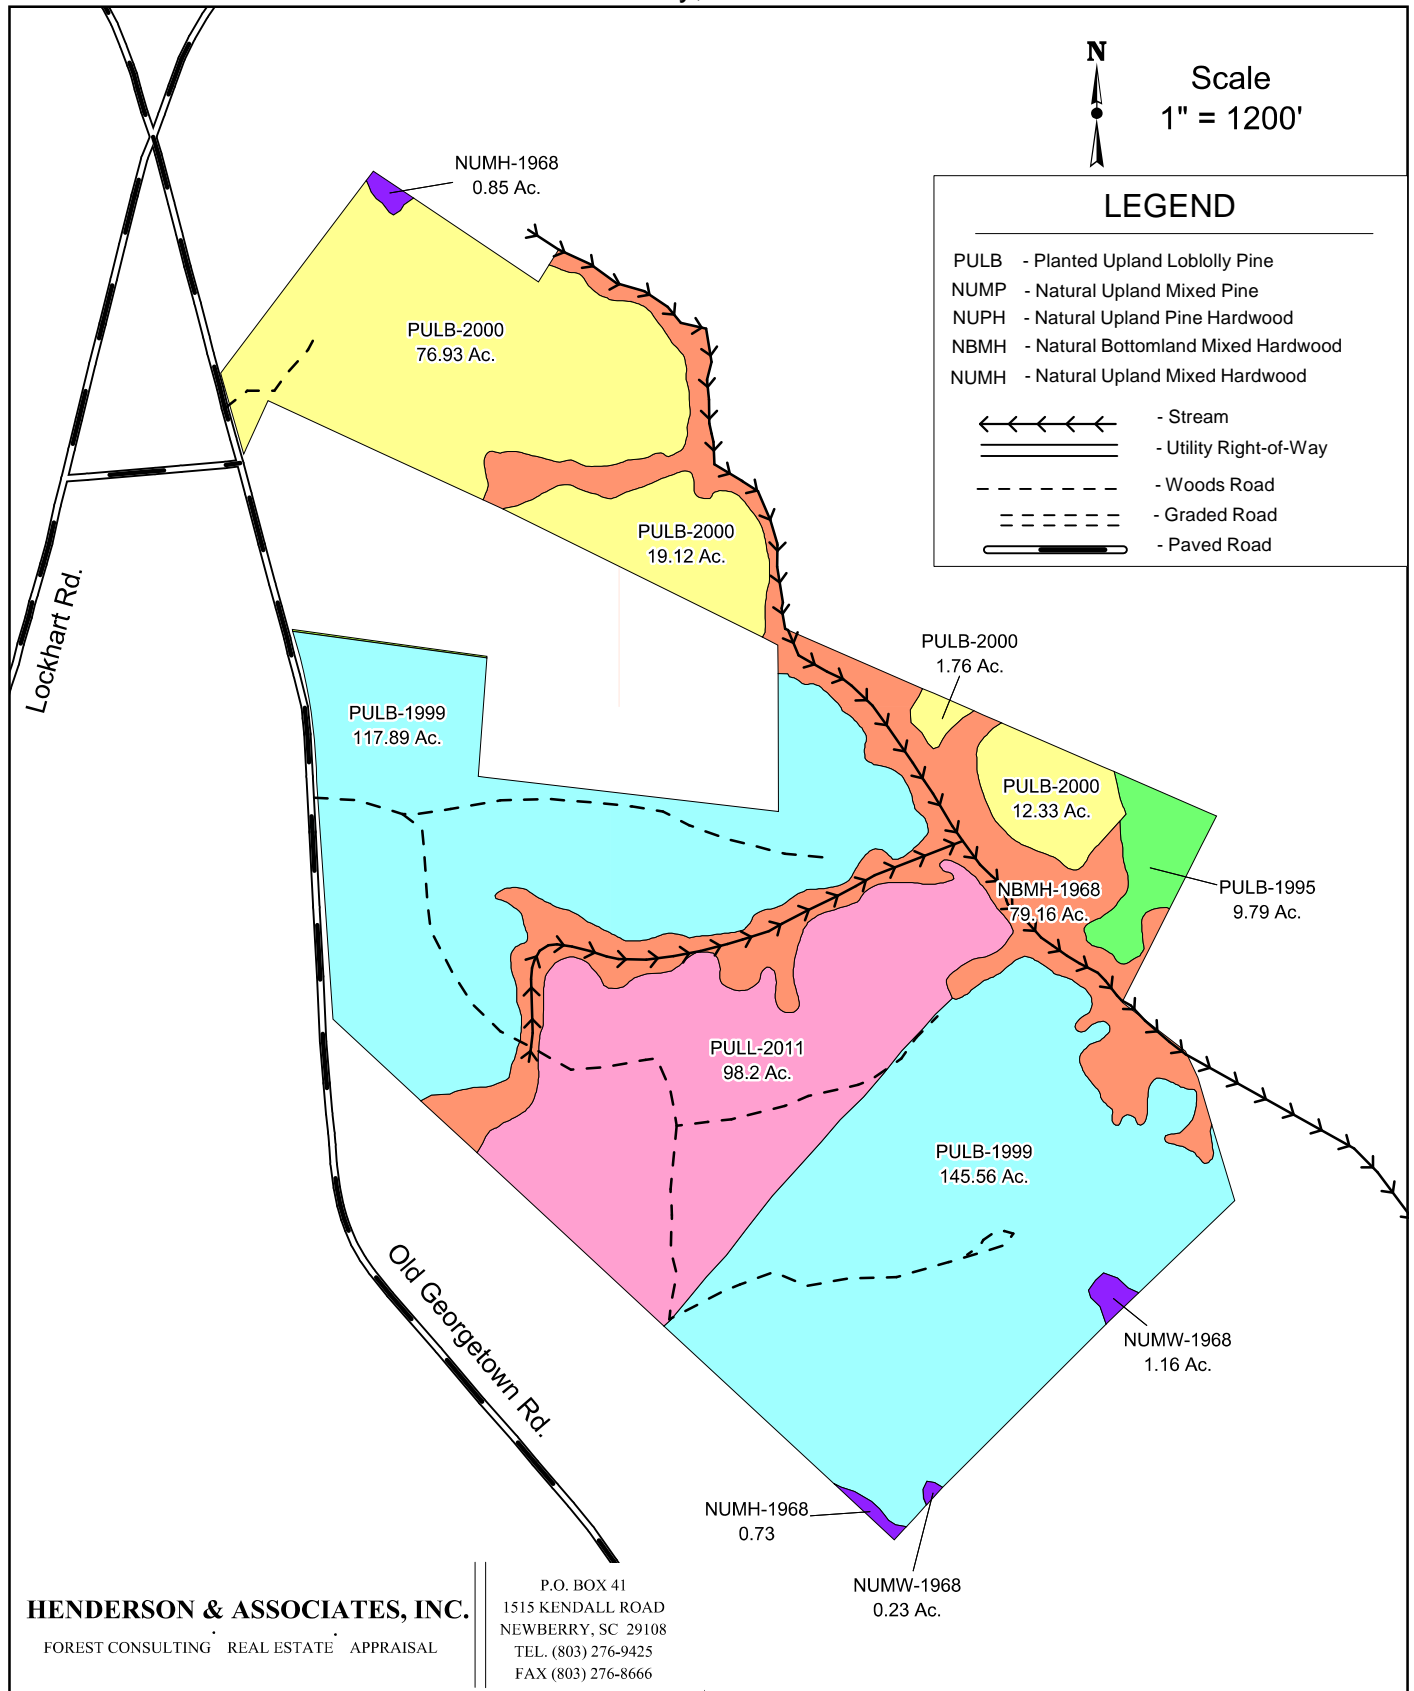 N
Scale
1" = 1200'
LEGEND
PULB - Planted Upland Loblolly Pine
NUMP - Natural Upland Mixed Pine
NUPH - Natural Upland Pine Hardwood
NBMH - Natural Bottomland Mixed Hardwood
NUMH - Natural Upland Mixed Hardwood
- Stream
- Utility Right-of-Way
- Woods Road
- Graded Road
- Paved Road
NUMH-1968
0.85 Ac.
PULB-2000
76.93 Ac.
PULB-2000
19.12 Ac.
Lockhart Rd.
PULB-2000
1.76 Ac.
PULB-1999
117.89 Ac.
PULB-2000
12.33 Ac.
NBMH-1968
79.16 Ac.
PULB-1995
9.79 Ac.
PULL-2011
98.2 Ac.
PULB-1999
145.56 Ac.
Old Georgetown Rd.
NUMW-1968
1.16 Ac.
NUMH-1968
0.73
NUMW-1968
0.23 Ac.
HENDERSON & ASSOCIATES, INC.
FOREST CONSULTING · REAL ESTATE · APPRAISAL
P.O. BOX 41
1515 KENDALL ROAD
NEWBERRY, SC 29108
TEL. (803) 276-9425
FAX (803) 276-8666